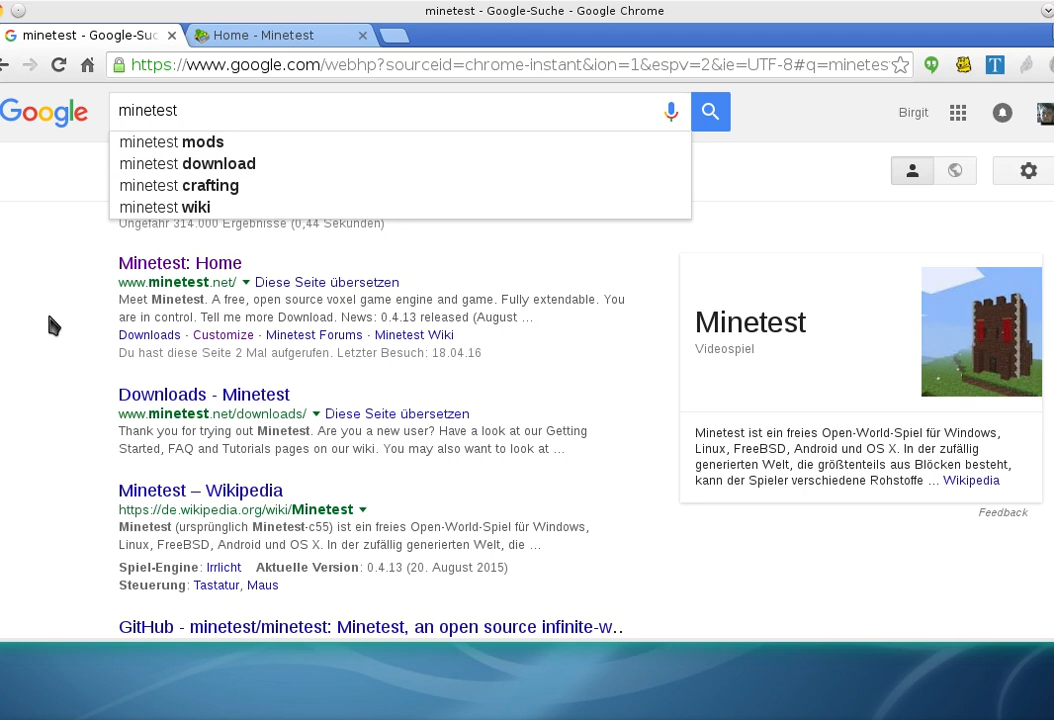 minetest - Google-Suche - Google Chrome
minetest - Google-Suc
Home - Minetest
https://www.google.com/webhp?sourceid=chrome-instant&ion=1&espv=2&ie=UTF-8#q=minetes
Google
minetest
Birgit
minetest mods
minetest download
minetest crafting
minetest wiki
Ungefähr 314.000 Ergebnisse (0,44 Sekunden)
Minetest: Home
www.minetest.net/ Diese Seite übersetzen
Meet Minetest. A free, open source voxel game engine and game. Fully extendable. You
are in control. Tell me more Download. News: 0.4.13 released (August ...
Downloads · Customize · Minetest Forums · Minetest Wiki
Du hast diese Seite 2 Mal aufgerufen. Letzter Besuch: 18.04.16
Downloads - Minetest
www.minetest.net/downloads/ Diese Seite übersetzen
Thank you for trying out Minetest. Are you a new user? Have a look at our Getting
Started, FAQ and Tutorials pages on our wiki. You may also want to look at ...
Minetest – Wikipedia
https://de.wikipedia.org/wiki/Minetest
Minetest (ursprünglich Minetest-c55) ist ein freies Open-World-Spiel für Windows,
Linux, FreeBSD, Android und OS X. In der zufällig generierten Welt, die ...
Spiel-Engine: Irrlicht Aktuelle Version: 0.4.13 (20. August 2015)
Steuerung: Tastatur, Maus
GitHub - minetest/minetest: Minetest, an open source infinite-w..
Minetest
Videospiel
Minetest ist ein freies Open-World-Spiel für Windows,
Linux, FreeBSD, Android und OS X. In der zufällig
generierten Welt, die größtenteils aus Blöcken besteht,
kann der Spieler verschiedene Rohstoffe ... Wikipedia
Feedback